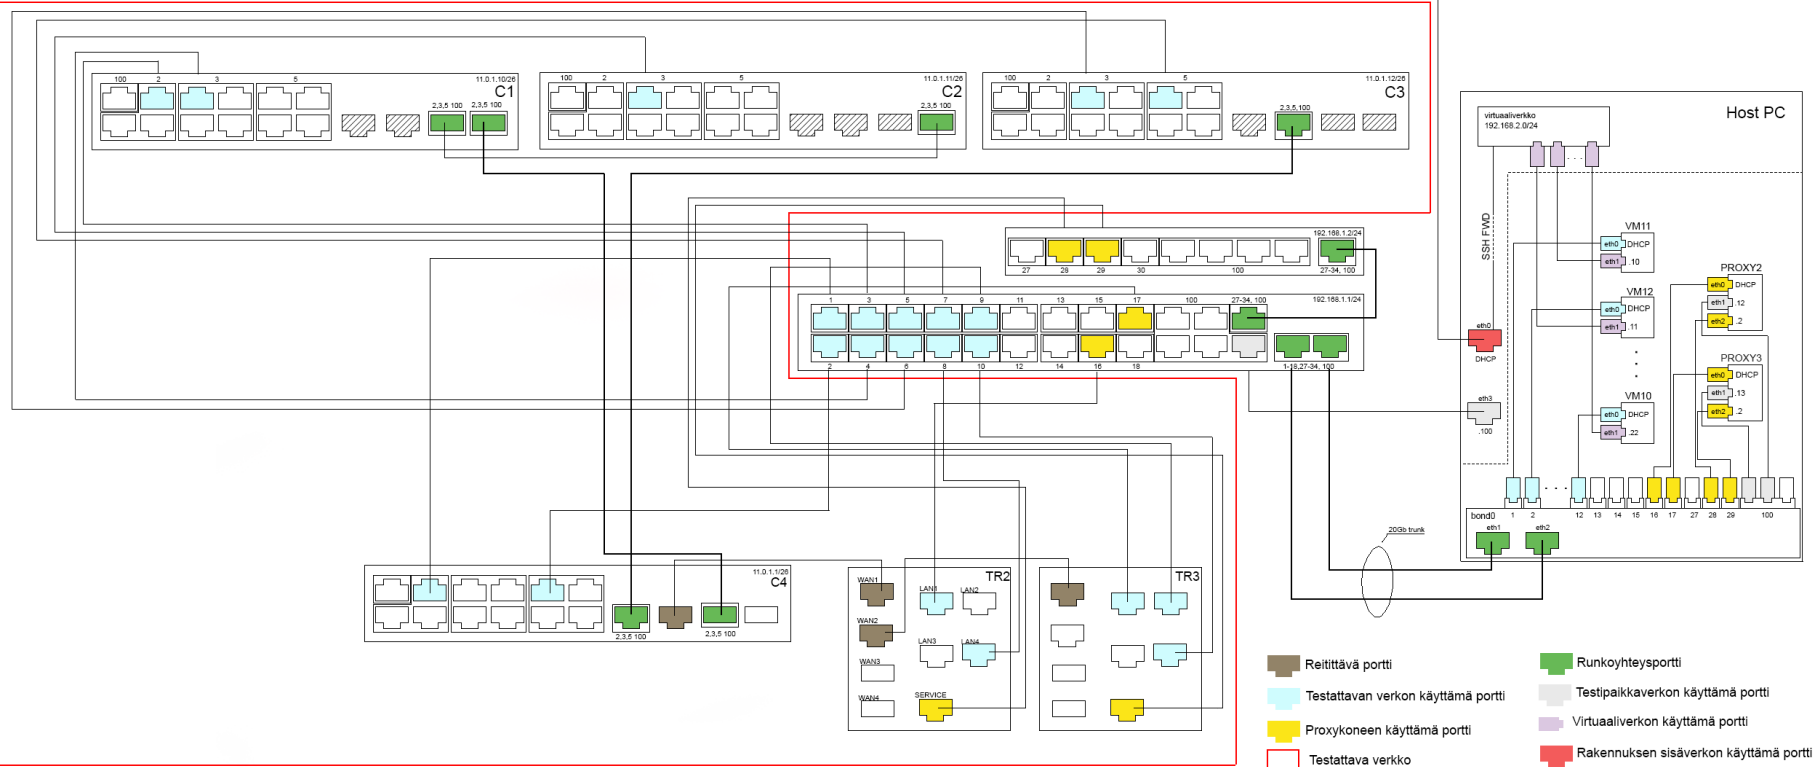 100 2 3 5 11.0.1.10/26
C1
2,3,5 100 2,3,5 100
100 2 3 5 11.0.1.11/26
C2
2,3,5 100
100 2 3 5 11.0.1.12/26
C3
2,3,5,100
Host PC
virtuaaliverkko
192.168.2.0/24
. . .
SSH FWD
VM11
eth0 DHCP
eth1 .10
VM12
eth0 DHCP
eth1 .11
VM10
eth0 DHCP
eth1 .22
PROXY2
eth0 DHCP
eth1 .12
eth2 .2
PROXY3
eth0 DHCP
eth1 .13
eth2 .2
eth0
DHCP
eth3
.100
192.168.1.2/24
27 28 29 30 100 27-34, 100
1 3 5 7 9 11 13 15 17 100 27-34, 100 192.168.1.1/24
2 4 6 8 10 12 14 16 18 1-18,27-34, 100
bond0 1 2 12 13 14 15 16 17 27 28 29 100
eth1 eth2
20Gb trunk
11.0.1.1/26
C4
2,3,5 100 2,3,5 100
TR2
WAN1
LAN1 LAN2
WAN2
LAN3 LAN4
WAN3
WAN4 SERVICE
TR3
Reitittävä portti
Testattavan verkon käyttämä portti
Proxykoneen käyttämä portti
Testattava verkko
Runkoyhteysportti
Testipaikkaverkon käyttämä portti
Virtuaaliverkon käyttämä portti
Rakennuksen sisäverkon käyttämä portti